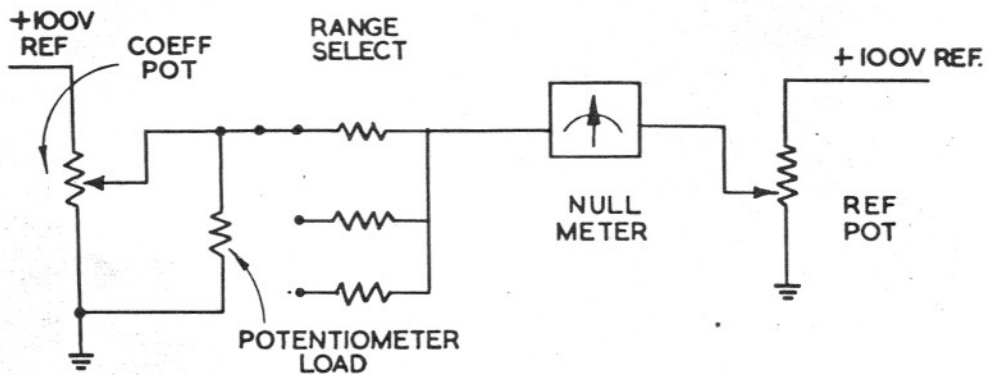 +100V
REF
COEFF
POT
RANGE
SELECT
+100V REF.
NULL
METER
REF
POT
POTENTIOMETER
LOAD